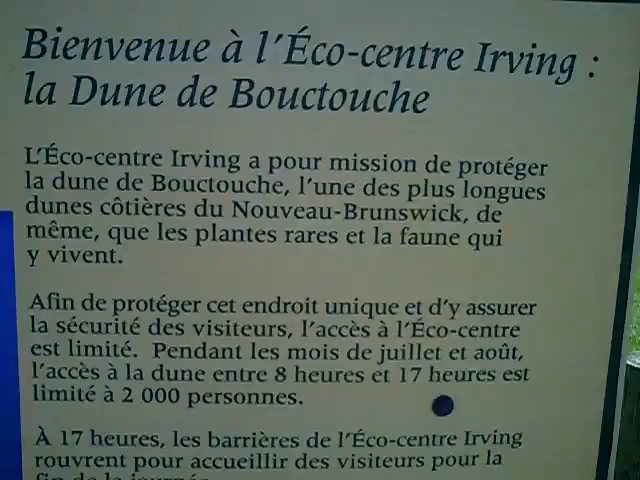 Bienvenue à l'Éco-centre Irving :
la Dune de Bouctouche
L'Éco-centre Irving a pour mission de protéger
la dune de Bouctouche, l'une des plus longues
dunes côtières du Nouveau-Brunswick, de
même, que les plantes rares et la faune qui
y vivent.
Afin de protéger cet endroit unique et d'y assurer
la sécurité des visiteurs, l'accès à l'Éco-centre
est limité. Pendant les mois de juillet et août,
l'accès à la dune entre 8 heures et 17 heures est
limité à 2 000 personnes.
À 17 heures, les barrières de l'Éco-centre Irving
rouvrent pour accueillir des visiteurs pour la
fin de la journée